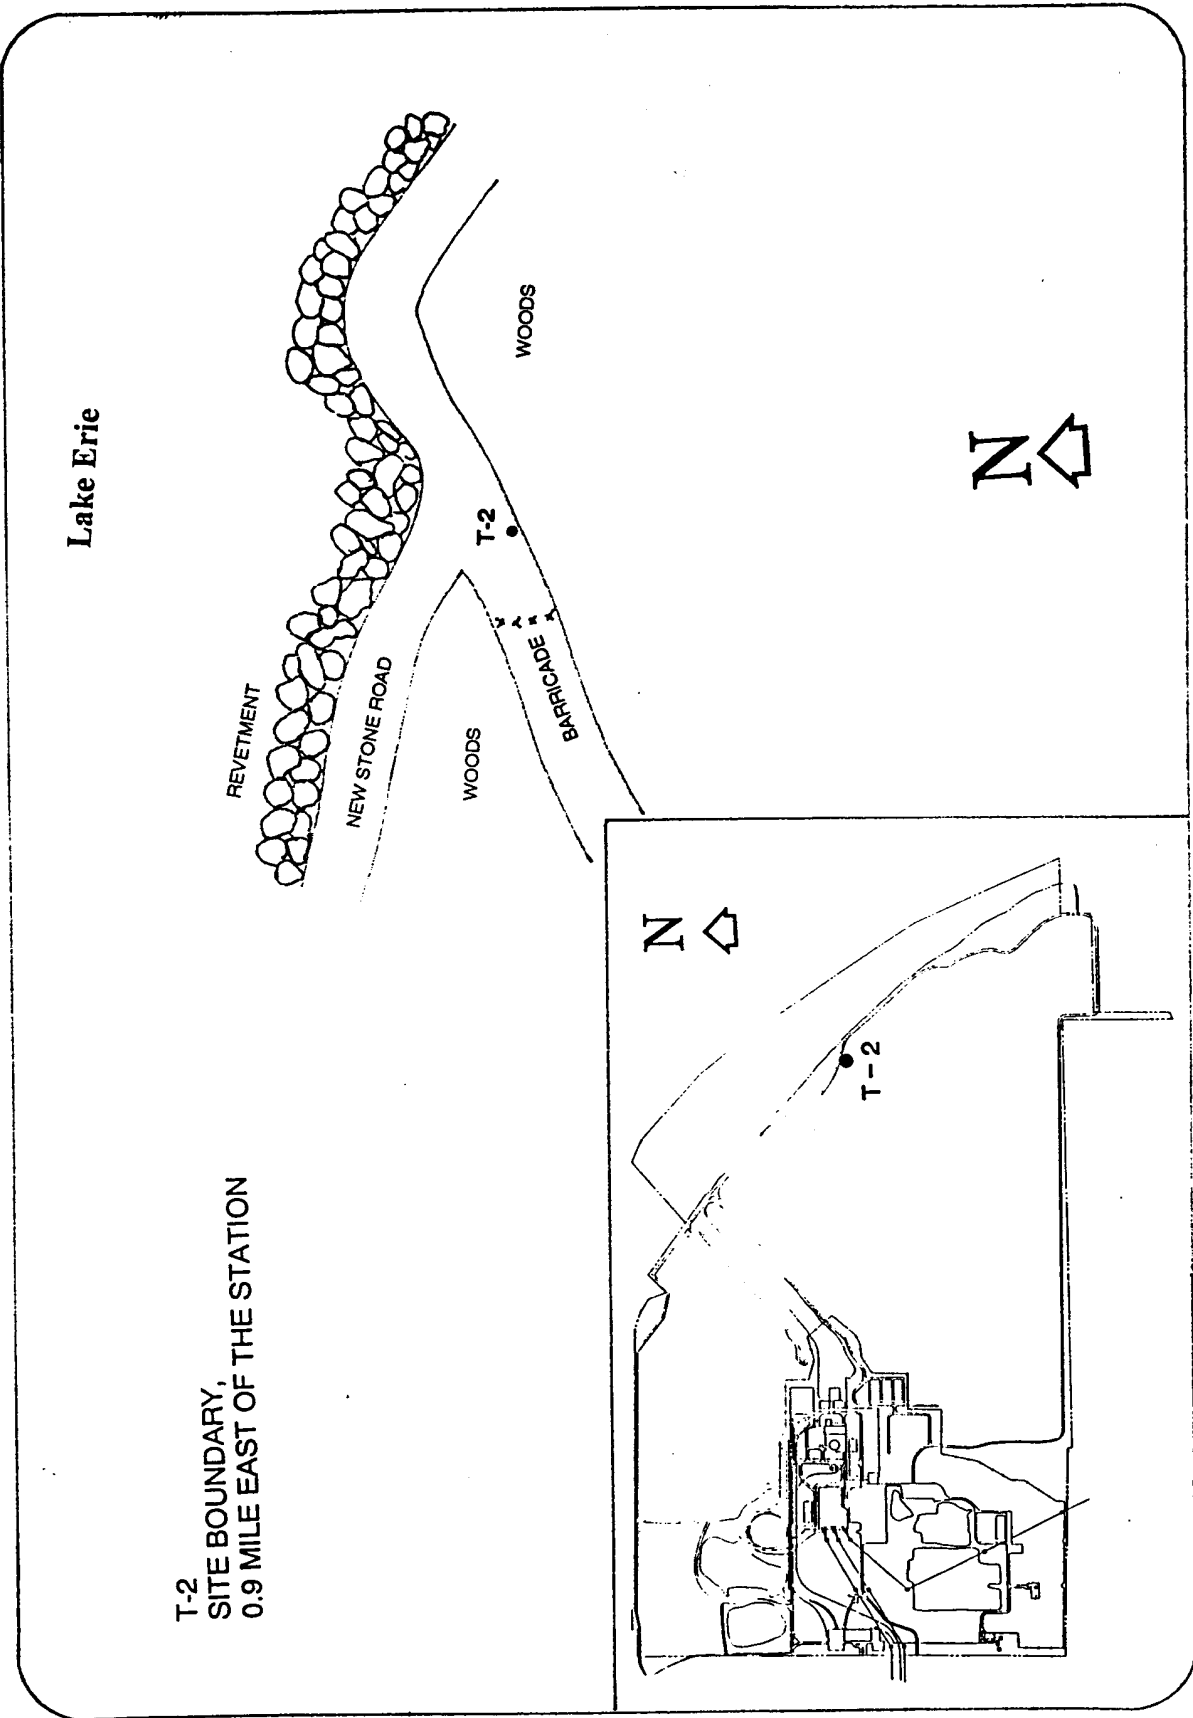 T-2
SITE BOUNDARY,
0.9 MILE EAST OF THE STATION
Lake Erie
REVETMENT
NEW STONE ROAD
WOODS
BARRICADE
T-2
WOODS
N
N
T-2